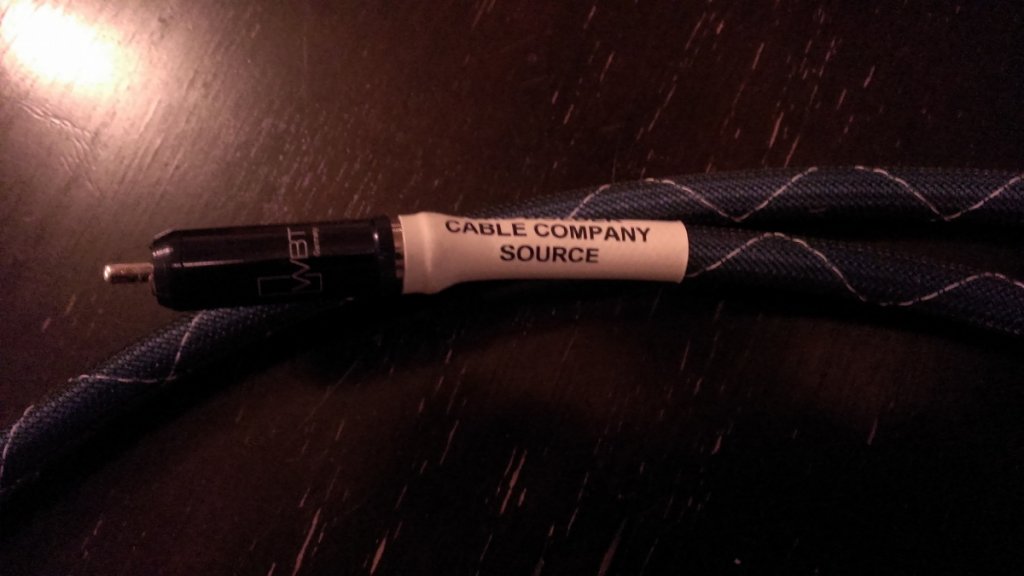 CABLE COMPANY
SOURCE
WBT